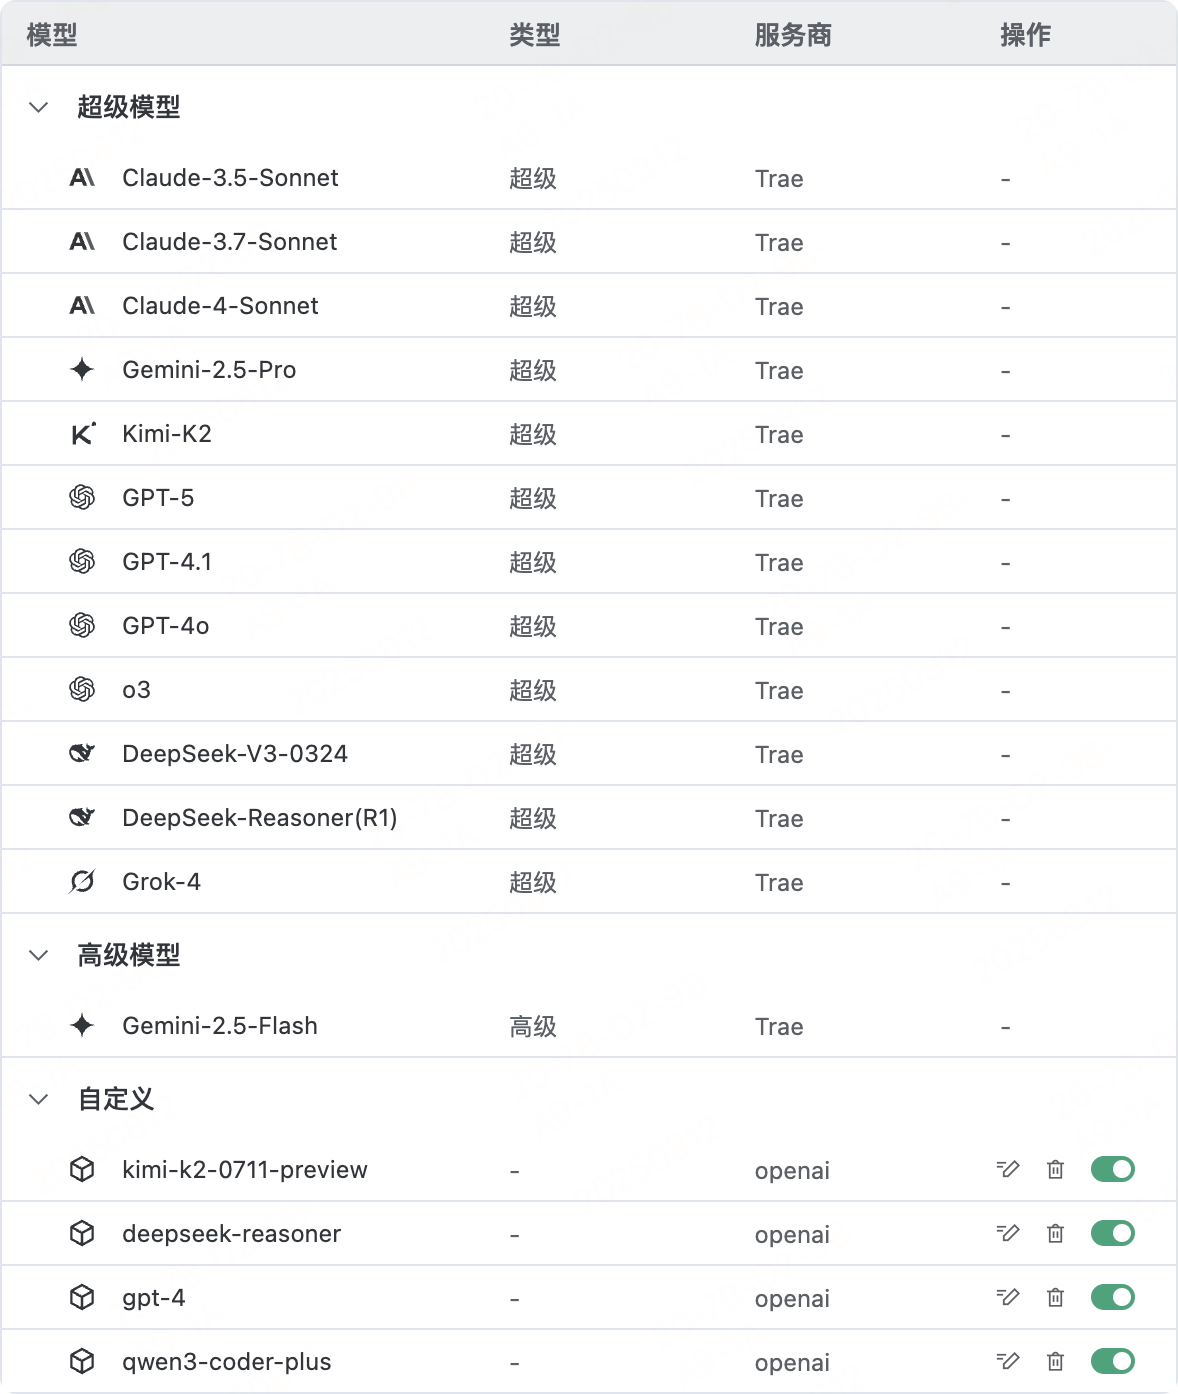 模型 类型 服务商 操作
超级模型
Claude-3.5-Sonnet 超级 Trae -
Claude-3.7-Sonnet 超级 Trae -
Claude-4-Sonnet 超级 Trae -
Gemini-2.5-Pro 超级 Trae -
Kimi-K2 超级 Trae -
GPT-5 超级 Trae -
GPT-4.1 超级 Trae -
GPT-4o 超级 Trae -
o3 超级 Trae -
DeepSeek-V3-0324 超级 Trae -
DeepSeek-Reasoner(R1) 超级 Trae -
Grok-4 超级 Trae -
高级模型
Gemini-2.5-Flash 高级 Trae -
自定义
kimi-k2-0711-preview - openai
deepseek-reasoner - openai
gpt-4 - openai
qwen3-coder-plus - openai